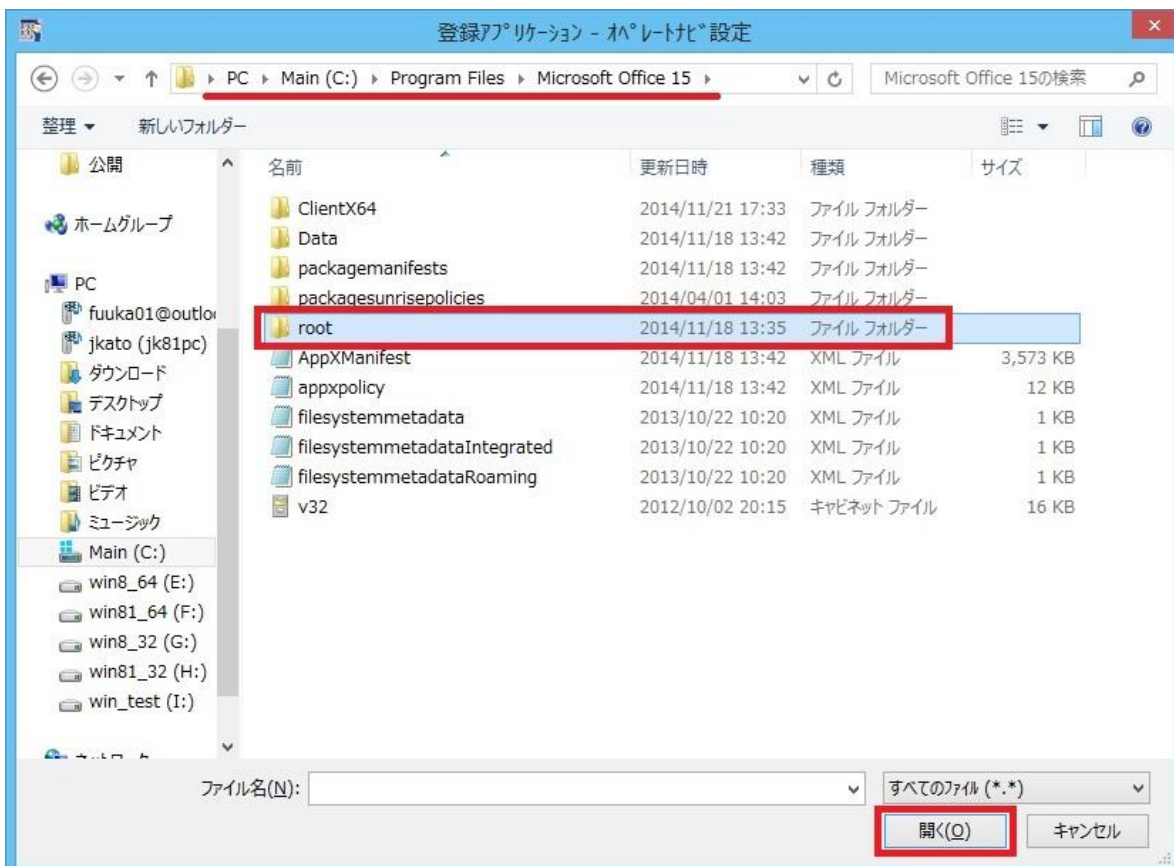 登録ｱﾌﾟﾘｹｰｼｮﾝ - ｵﾍﾟﾚｰﾄﾅﾋﾞ設定
PC Main (C:) Program Files Microsoft Office 15
Microsoft Office 15の検索
整理 新しいフォルダー
名前 更新日時 種類 サイズ
公開
ホームグループ
PC
fuuka01@outlo
jkato (jk81pc)
ダウンロード
デスクトップ
ドキュメント
ピクチャ
ビデオ
ミュージック
Main (C:)
win8_64 (E:)
win81_64 (F:)
win8_32 (G:)
win81_32 (H:)
win_test (I:)
ClientX64 2014/11/21 17:33 ファイル フォルダー
Data 2014/11/18 13:42 ファイル フォルダー
packagemanifests 2014/11/18 13:42 ファイル フォルダー
packagesunrisepolicies 2014/04/01 14:03 ファイル フォルダー
root 2014/11/18 13:35 ファイル フォルダー
AppXManifest 2014/11/18 13:42 XML ファイル 3,573 KB
appxpolicy 2014/11/18 13:42 XML ファイル 12 KB
filesystemmetadata 2013/10/22 10:20 XML ファイル 1 KB
filesystemmetadataIntegrated 2013/10/22 10:20 XML ファイル 1 KB
filesystemmetadataRoaming 2013/10/22 10:20 XML ファイル 1 KB
v32 2012/10/02 20:15 キャビネット ファイル 16 KB
ファイル名(N):
すべてのﾌｧｲﾙ (*.*)
開く(O) キャンセル